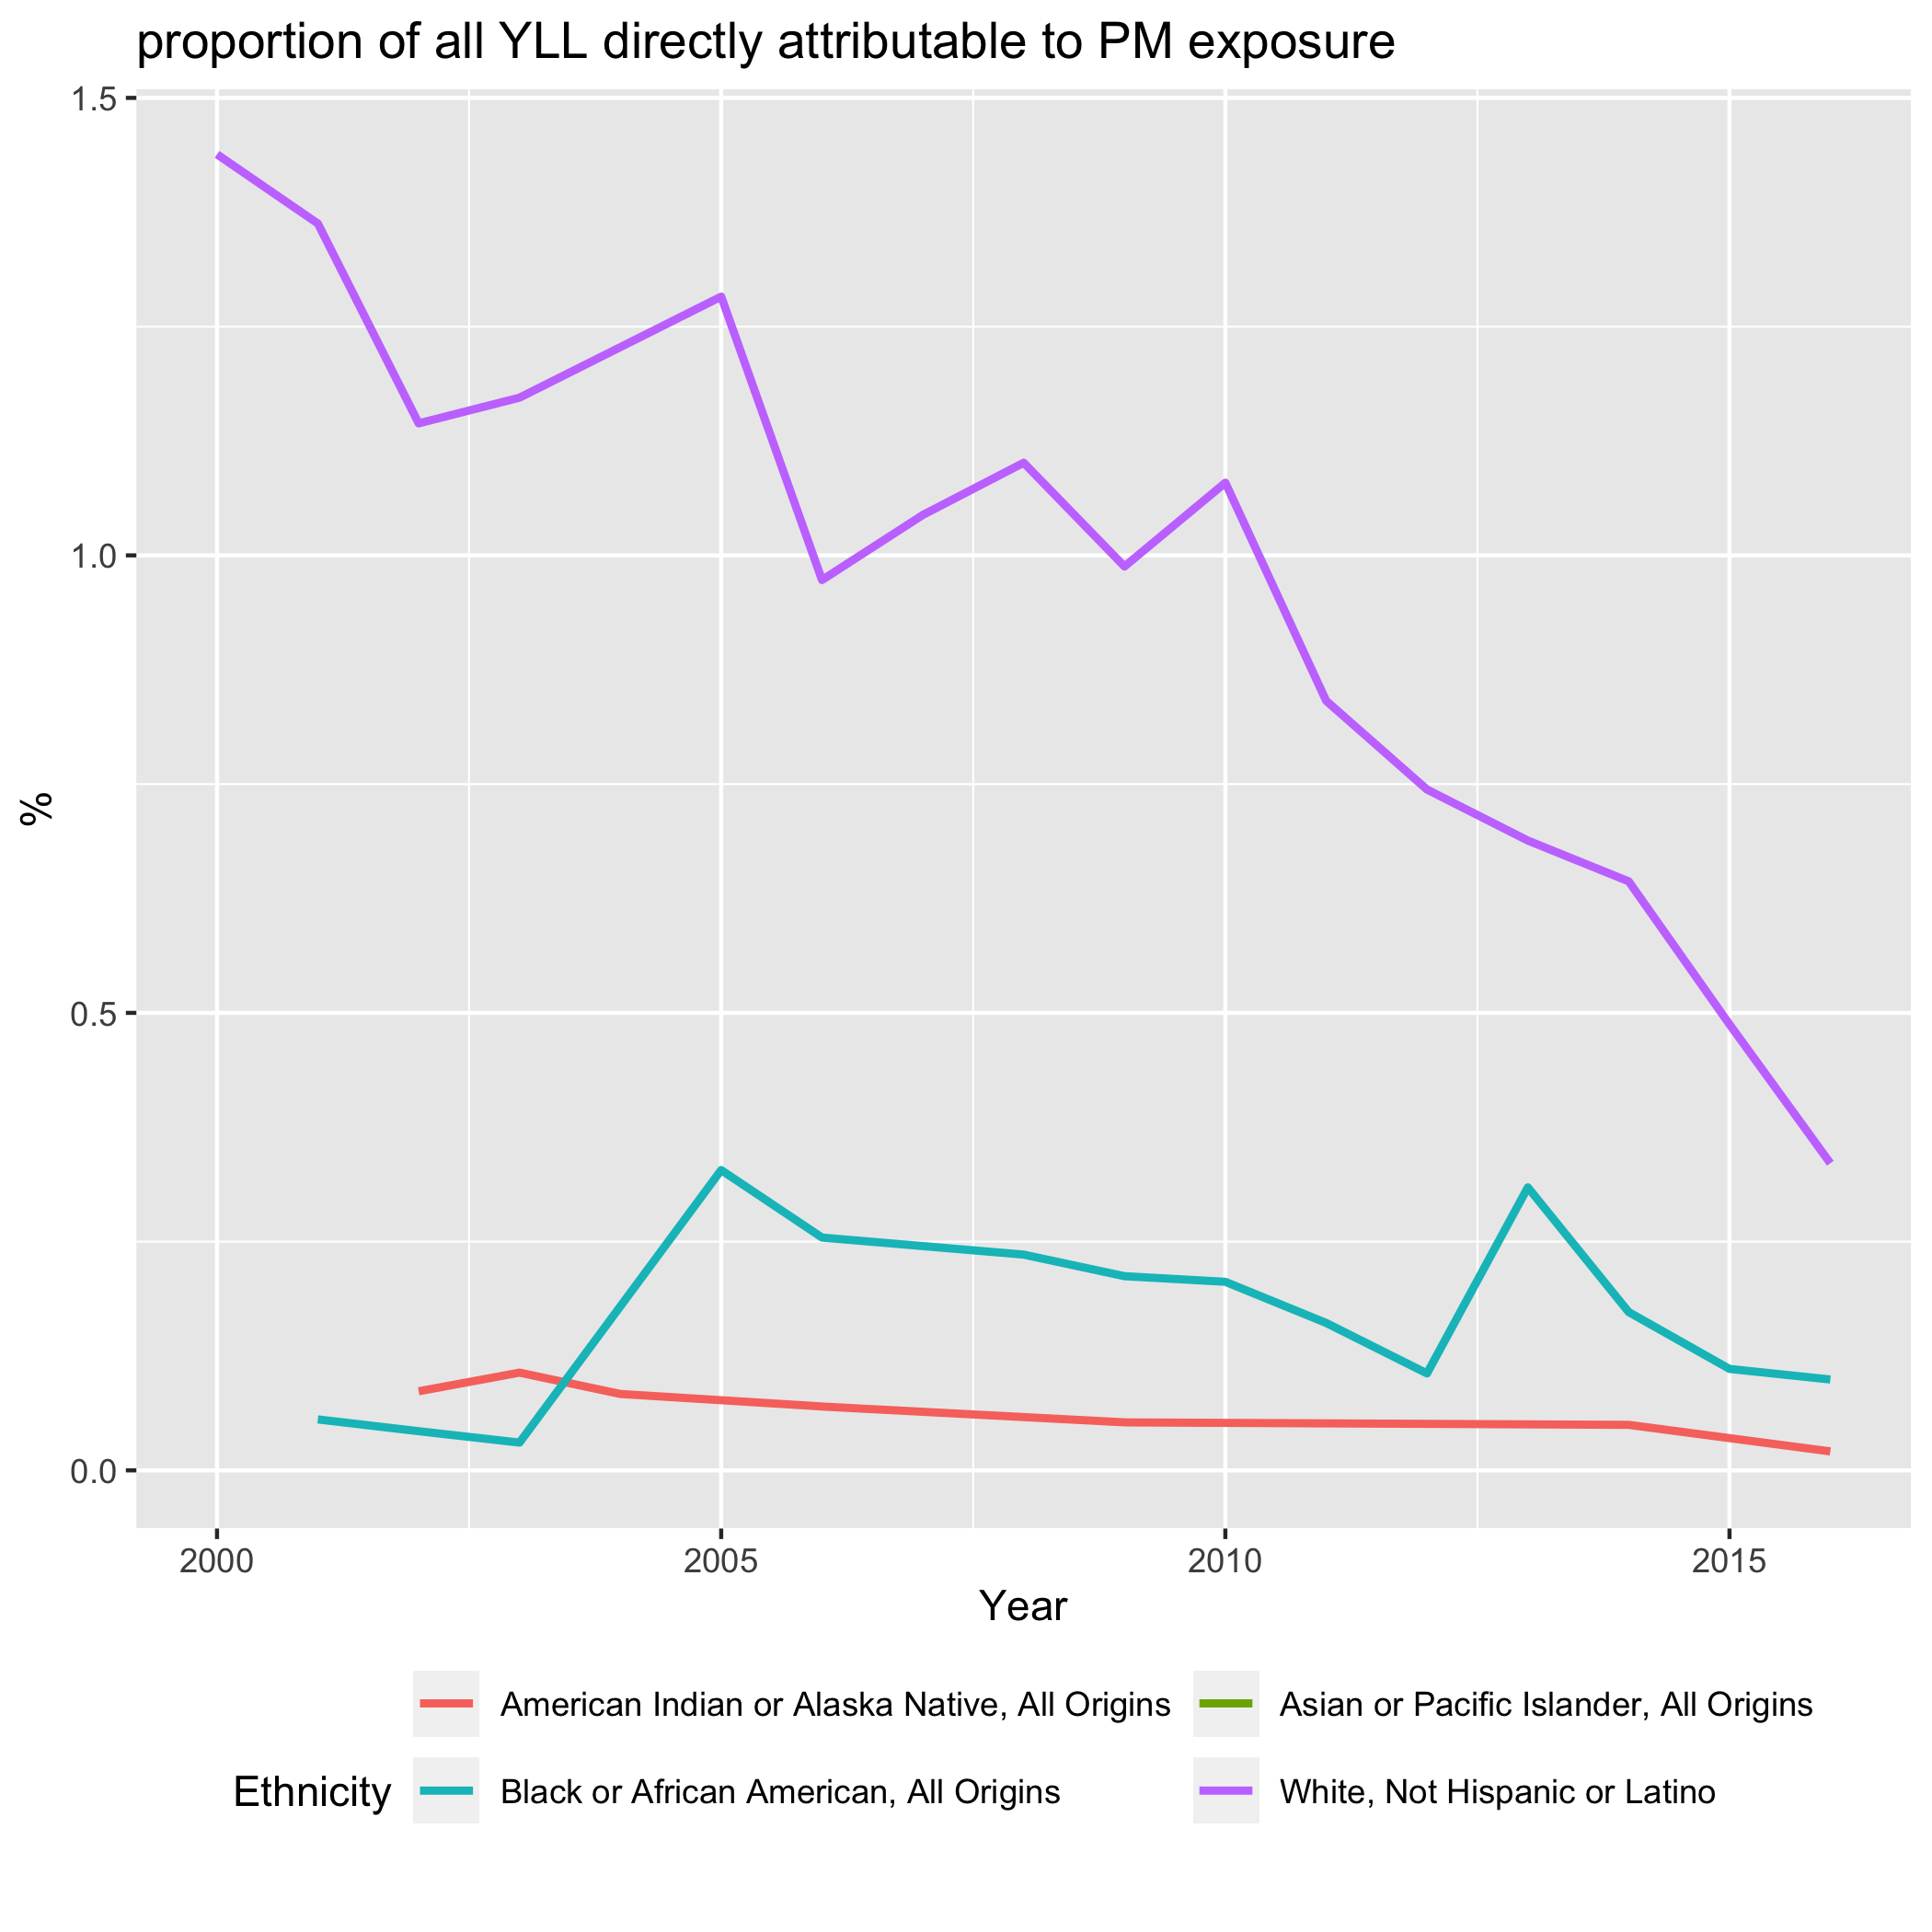 proportion of all YLL directly attributable to PM exposure
1.5
1.0
0.5
0.0
%
2000 2005 2010 2015
Year
Ethnicity
American Indian or Alaska Native, All Origins
Asian or Pacific Islander, All Origins
Black or African American, All Origins
White, Not Hispanic or Latino